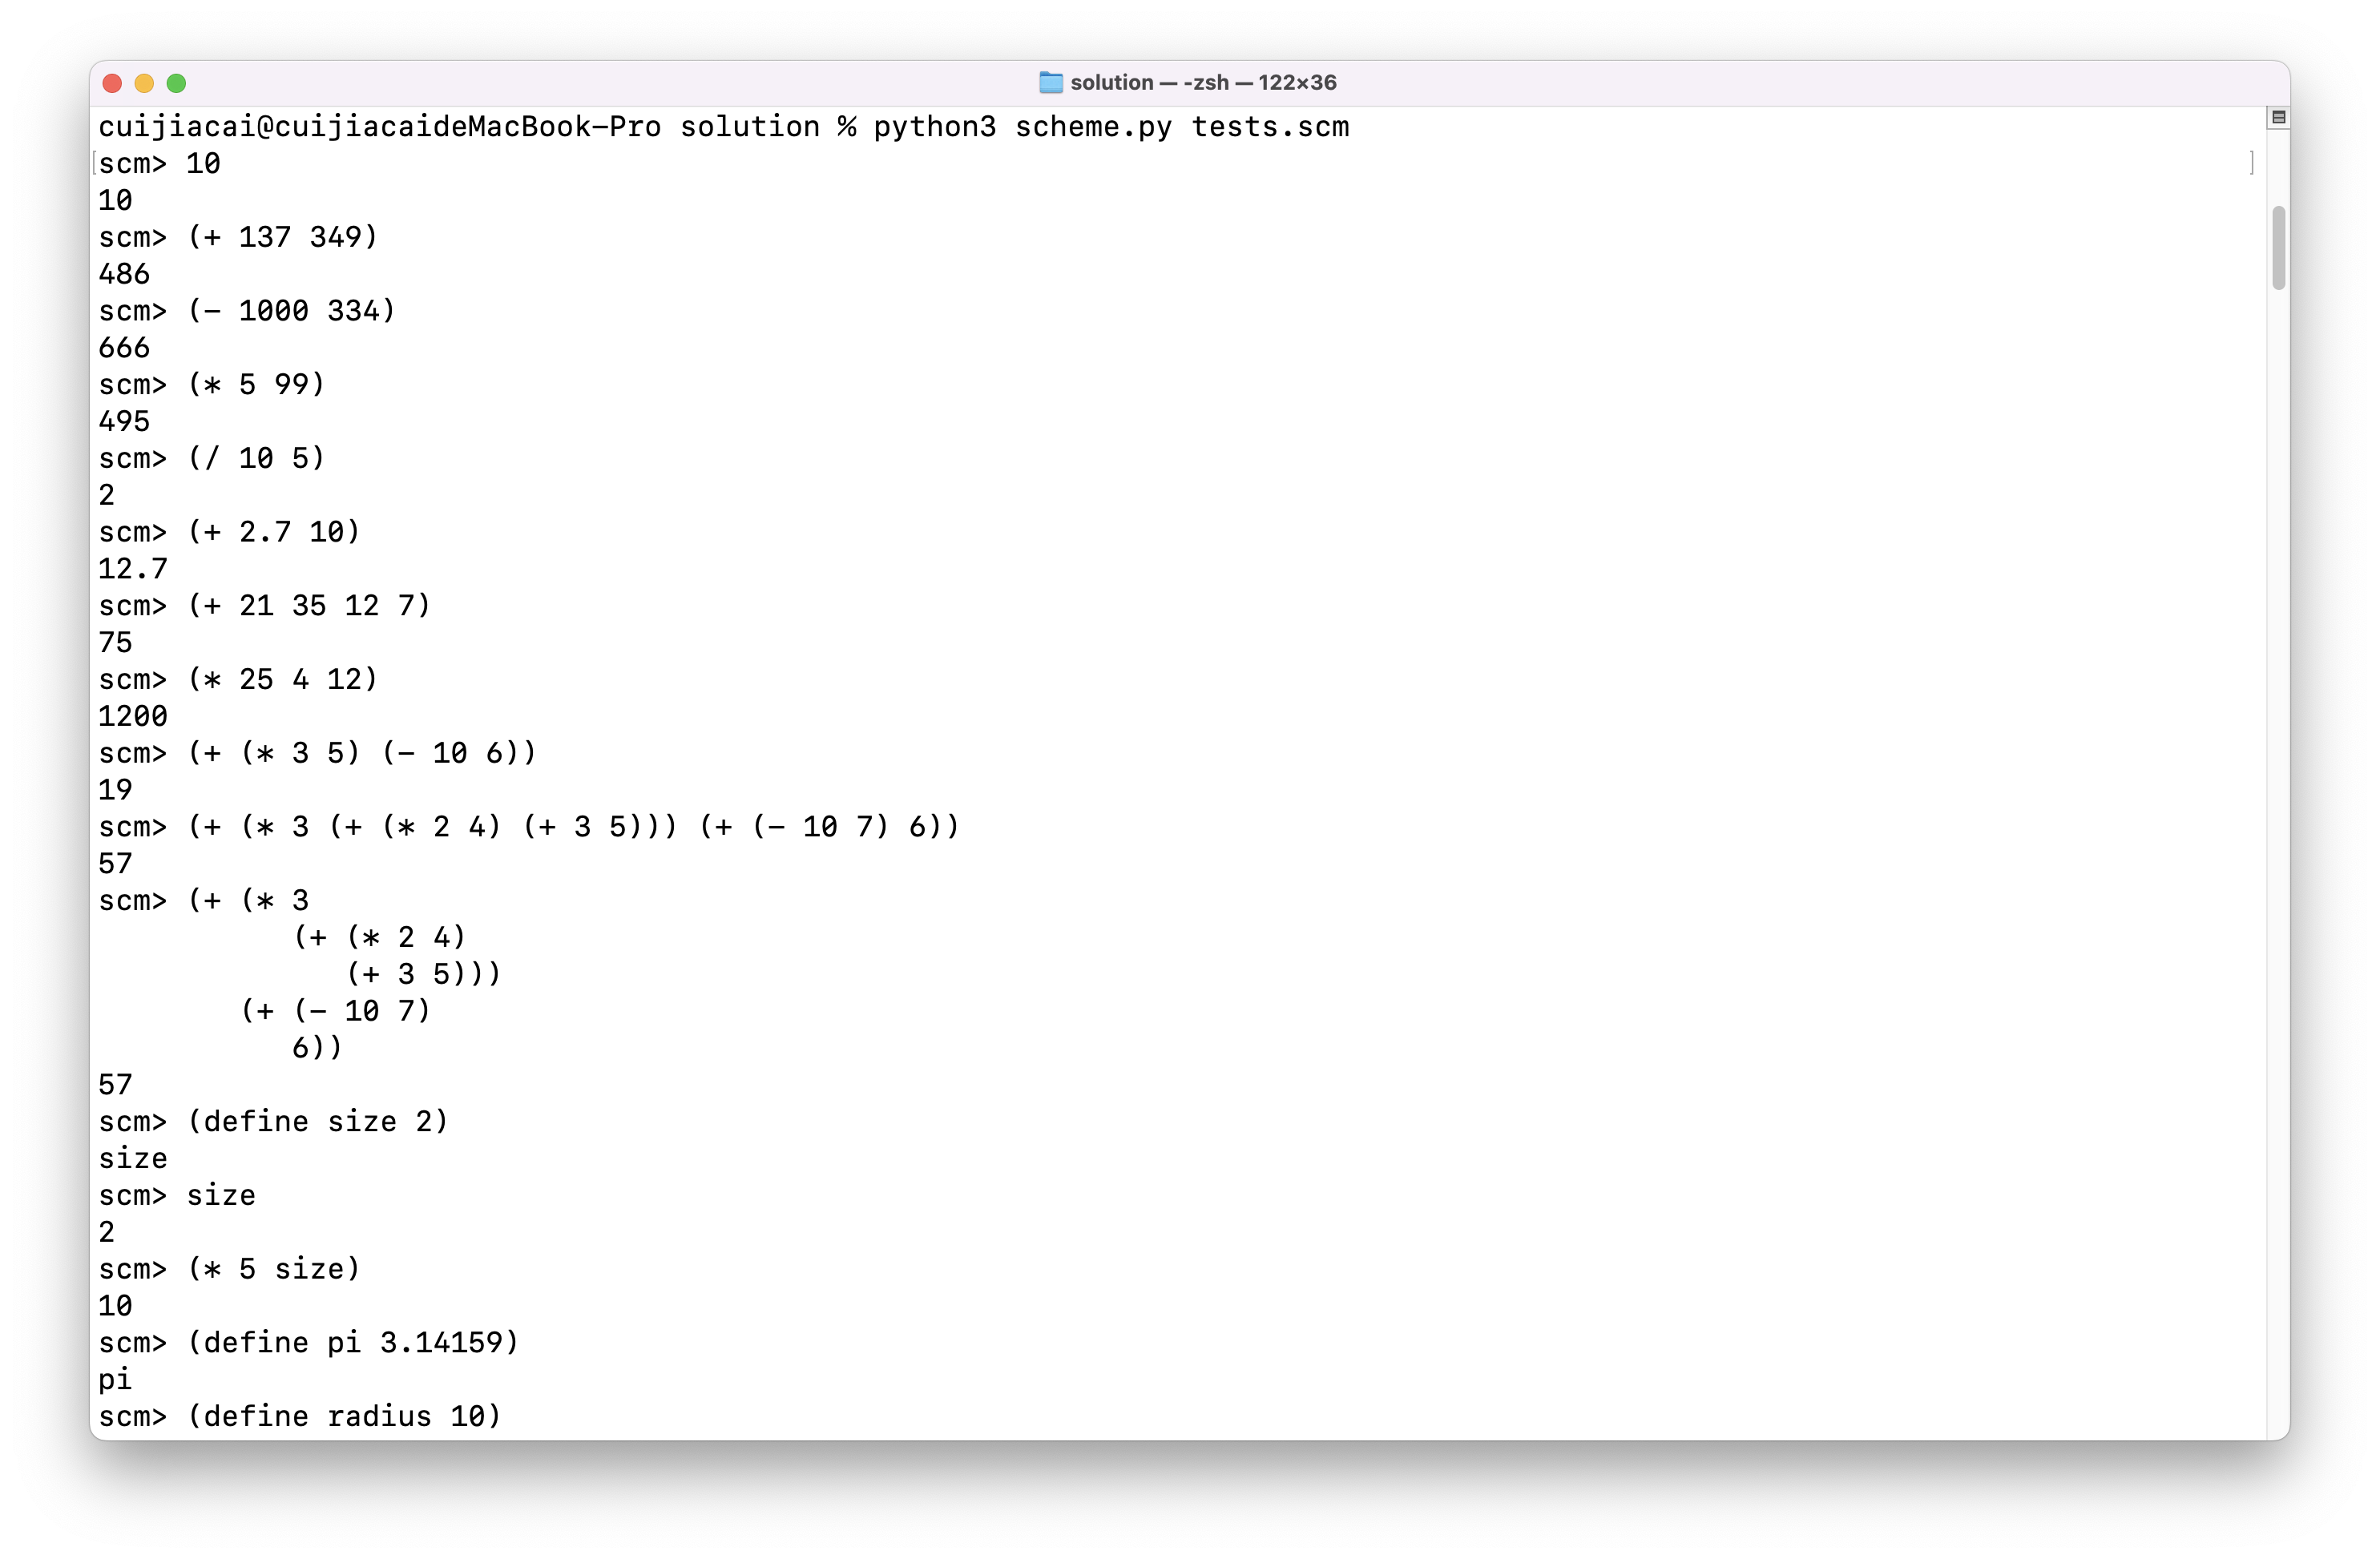 solution — -zsh — 122×36
cuijiacai@cuijiacaideMacBook-Pro solution % python3 scheme.py tests.scm
scm> 10
10
scm> (+ 137 349)
486
scm> (- 1000 334)
666
scm> (* 5 99)
495
scm> (/ 10 5)
2
scm> (+ 2.7 10)
12.7
scm> (+ 21 35 12 7)
75
scm> (* 25 4 12)
1200
scm> (+ (* 3 5) (- 10 6))
19
scm> (+ (* 3 (+ (* 2 4) (+ 3 5))) (+ (- 10 7) 6))
57
scm> (+ (* 3
           (+ (* 2 4)
              (+ 3 5)))
        (+ (- 10 7)
           6))
57
scm> (define size 2)
size
scm> size
2
scm> (* 5 size)
10
scm> (define pi 3.14159)
pi
scm> (define radius 10)